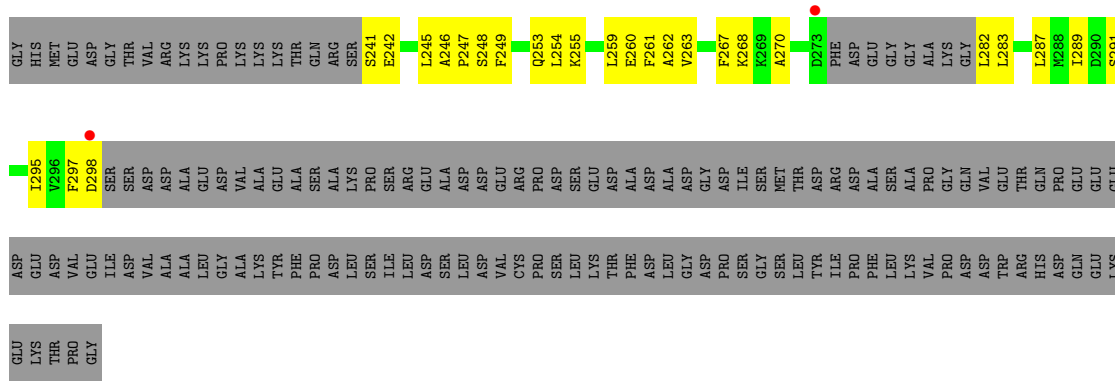 GLY HIS MET GLU ASP GLY THR VAL ARG LYS LYS PRO LYS LYS LYS THR GLN ARG SER S241 E242 L245 A246 P247 S248 F249 Q253 L254 K255 L259 E260 F261 A262 V263 F267 K268 K269 A270 D273 PHE ASP GLU GLY GLY ALA LYS GLY L282 L283 L287 M288 I289 D290 S291
I295 V296 F297 D298 SER SER ASP ASP ALA GLU ASP VAL ALA GLU ALA SER ALA LYS PRO SER ARG GLU ALA ASP ASP GLU ARG PRO ASP SER GLU ASP ALA ASP ALA ASP GLY ASP ILE SER MET THR ASP ARG ASP ALA SER ALA PRO GLY GLN VAL GLU THR GLN PRO GLU GLU GLU
ASP GLU ASP VAL GLU ILE ASP VAL ALA ALA LEU GLY ALA LYS TYR PHE PRO ASP LEU SER ILE LEU ASP SER LEU ASP VAL CYS PRO SER LEU LYS THR PHE ASP LEU GLY ASP PRO SER GLY SER LEU TYR ILE PRO PHE LEU LYS VAL PRO ASP ASP TRP ARG HIS ASP GLN GLU LYS
GLU LYS THR PRO GLY